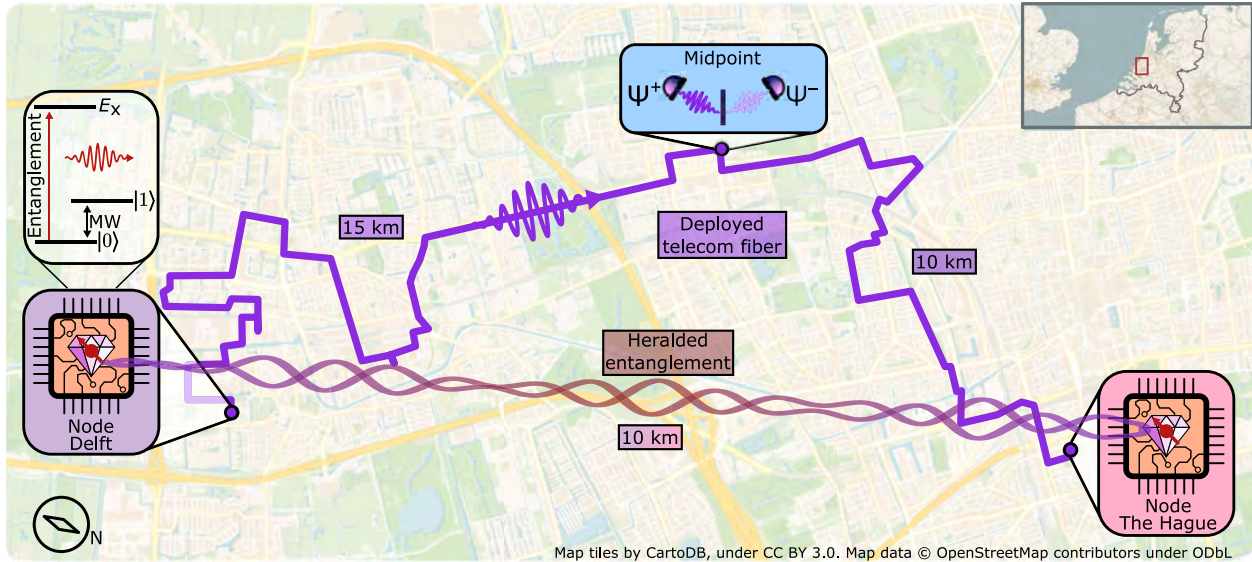 Midpoint
Ψ+ Ψ−
Entanglement
Ex
|1⟩
MW
|0⟩
15 km
Deployed
telecom fiber
10 km
Heralded
entanglement
10 km
Node
Delft
Node
The Hague
N
Map tiles by CartoDB, under CC BY 3.0. Map data © OpenStreetMap contributors under ODbL